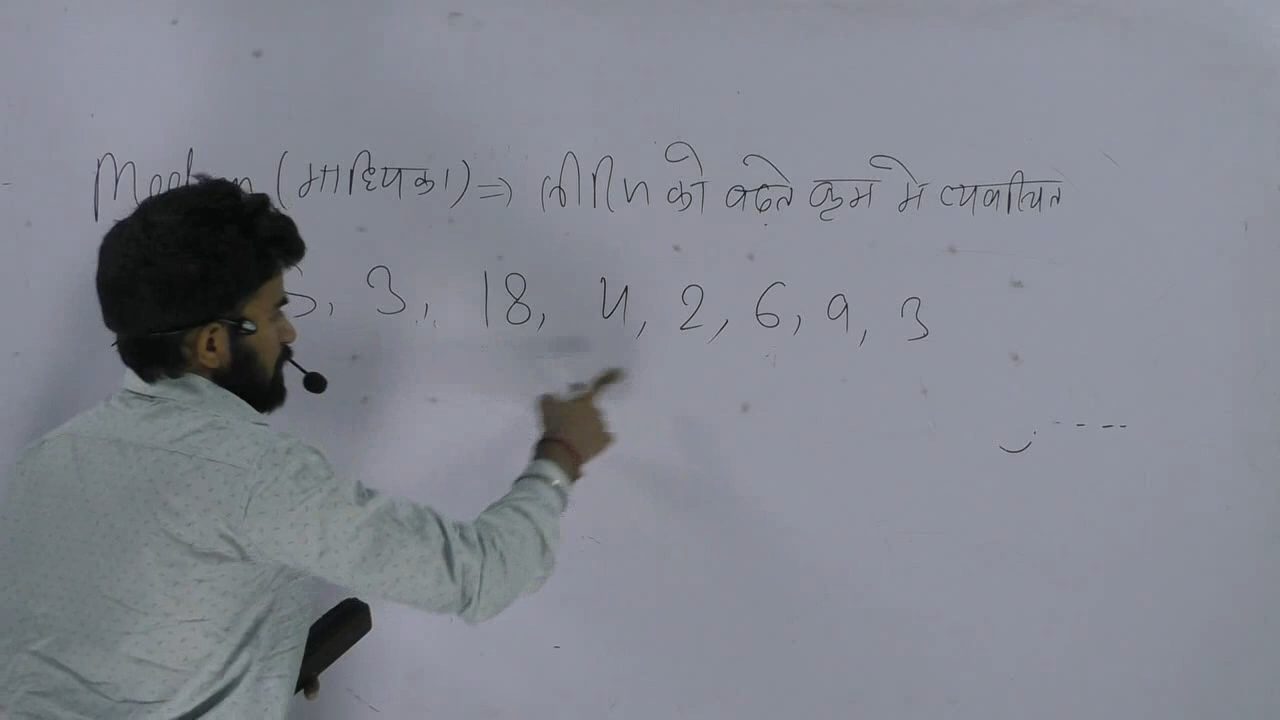 (माध्यिका) ⇒ सीरीज को बढ़ते क्रम मे व्यवस्थित
3, 18, 4, 2, 6, 9, 3